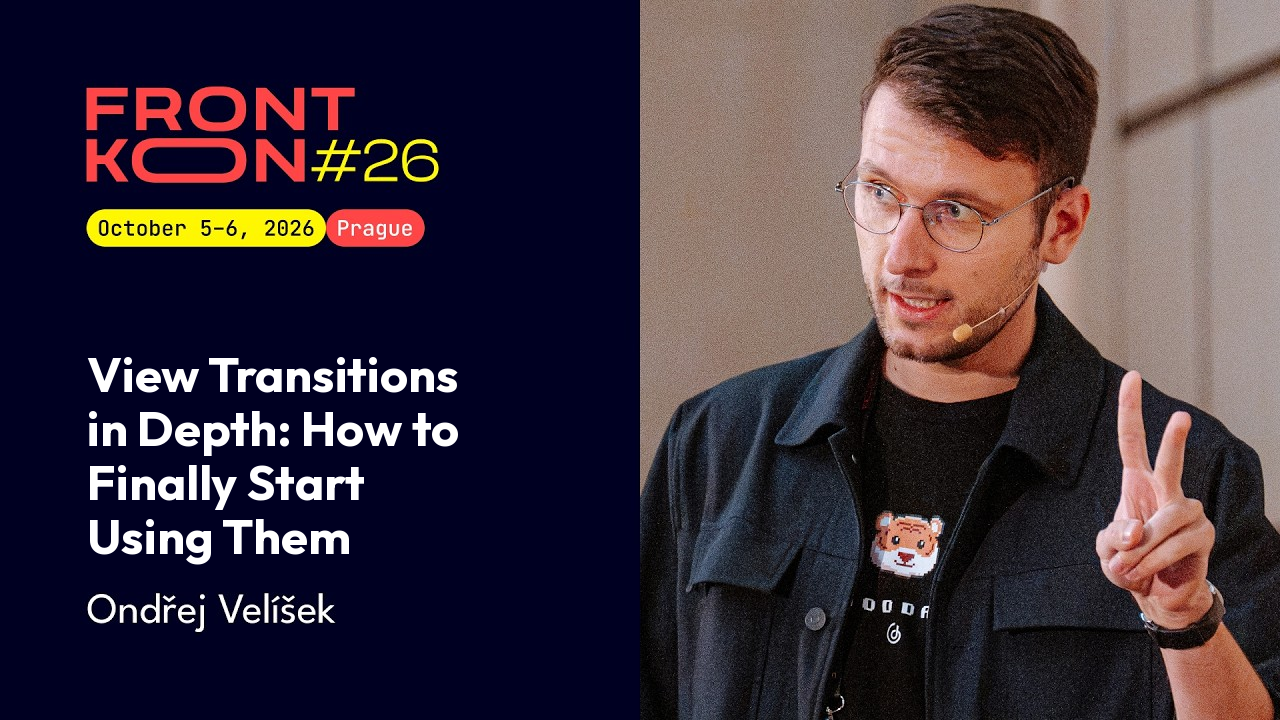 FRONT
KON#26
October 5–6, 2026 Prague
View Transitions
in Depth: How to
Finally Start
Using Them
Ondřej Velíšek